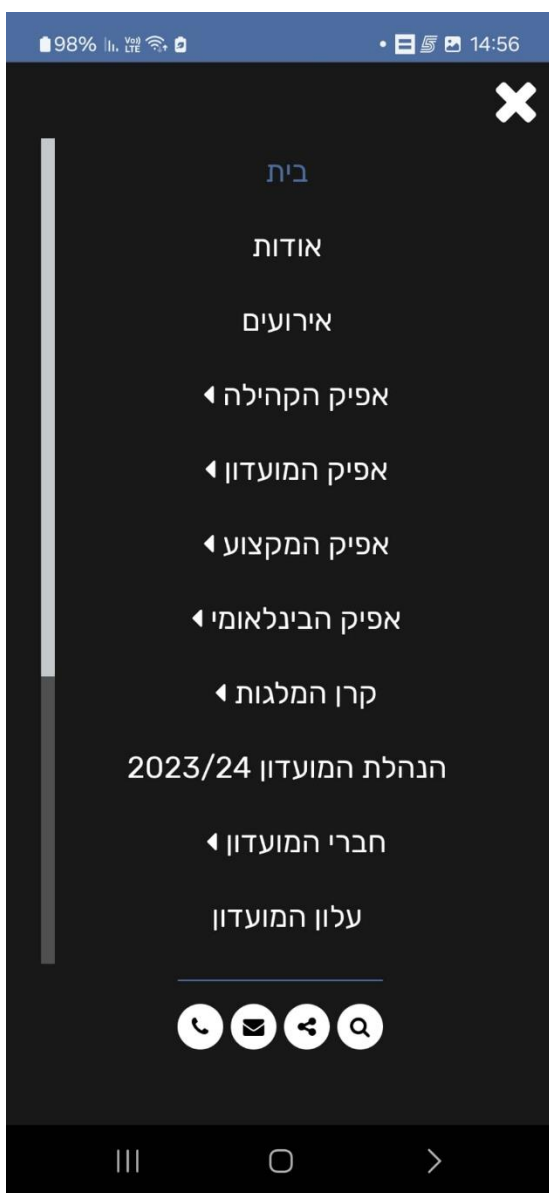 98% 14:56
בית
אודות
אירועים
אפיק הקהילה
אפיק המועדון
אפיק המקצוע
אפיק הבינלאומי
קרן המלגות
הנהלת המועדון 2023/24
חברי המועדון
עלון המועדון